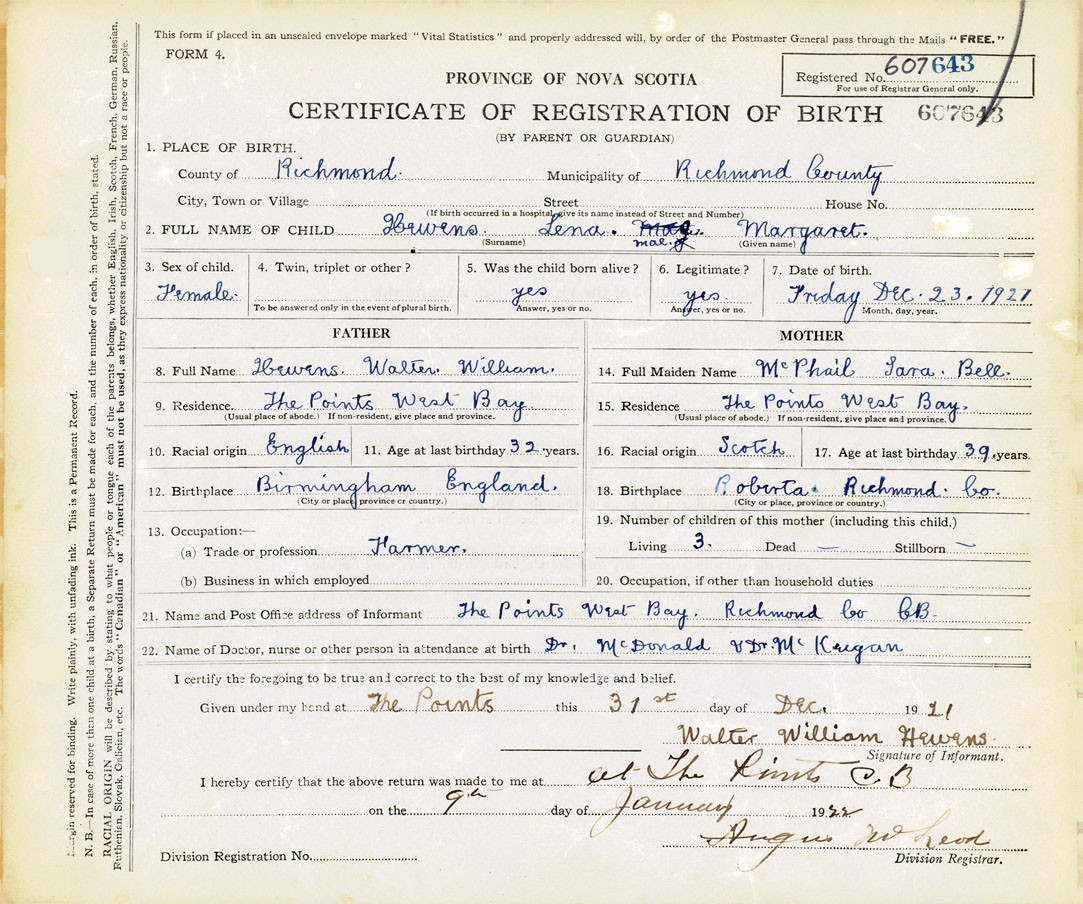 This form if placed in an unsealed envelope marked "Vital Statistics" and properly addressed will, by order of the Postmaster General pass through the Mails "FREE."
FORM 4.
Registered No. 607643
For use of Registrar General only.
PROVINCE OF NOVA SCOTIA
CERTIFICATE OF REGISTRATION OF BIRTH 607643
(BY PARENT OR GUARDIAN)
1. PLACE OF BIRTH.
County of Richmond. Municipality of Richmond County
City, Town or Village Street House No.
(If birth occurred in a hospital, give its name instead of Street and Number)
2. FULL NAME OF CHILD Hewens. Lena. Margaret.
mae.
(Surname) (Given name)
3. Sex of child. 4. Twin, triplet or other? 5. Was the child born alive? 6. Legitimate? 7. Date of birth.
Female. yes yes. Friday Dec. 23. 1921
To be answered only in the event of plural birth. Answer, yes or no. Answer, yes or no. Month, day, year.
FATHER MOTHER
8. Full Name Hewens. Walter. William. 14. Full Maiden Name McPhail Sara. Bell.
9. Residence. The Points West Bay 15. Residence The Points West Bay.
(Usual place of abode.) If non-resident, give place and province. (Usual place of abode.) If non-resident, give place and province.
10. Racial origin English 11. Age at last birthday 32 years. 16. Racial origin Scotch 17. Age at last birthday 39 years.
12. Birthplace Birmingham England. 18. Birthplace Roberta. Richmond. Co.
(City or place, province or country.) (City or place, province or country.)
13. Occupation:— 19. Number of children of this mother (including this child.)
(a) Trade or profession Farmer. Living 3. Dead — Stillborn —
(b) Business in which employed 20. Occupation, if other than household duties
21. Name and Post Office address of Informant The Points West Bay. Richmond Co CB.
22. Name of Doctor, nurse or other person in attendance at birth Dr. McDonald & Dr. McKeigan
I certify the foregoing to be true and correct to the best of my knowledge and belief.
Given under my hand at The Points this 31st day of Dec. 1921
Walter William Hewens.
Signature of Informant.
I hereby certify that the above return was made to me at at The Points C.B
on the 9th day of January 1922
Angus McLeod
Division Registrar.
Division Registration No.
Margin reserved for binding. Write plainly, with unfading ink. This is a Permanent Record.
N. B.—In case of more than one child at a birth, a Separate Return must be made for each, and the number of each, in order of birth, stated.
RACIAL ORIGIN will be described by stating to what people or tongue each of the parents belongs, whether English, Irish, Scotch, French, German, Russian,
Ruthenian, Slovak, Galician, etc. The words "Canadian" or "American" must not be used, as they express nationality or citizenship but not a race or people.